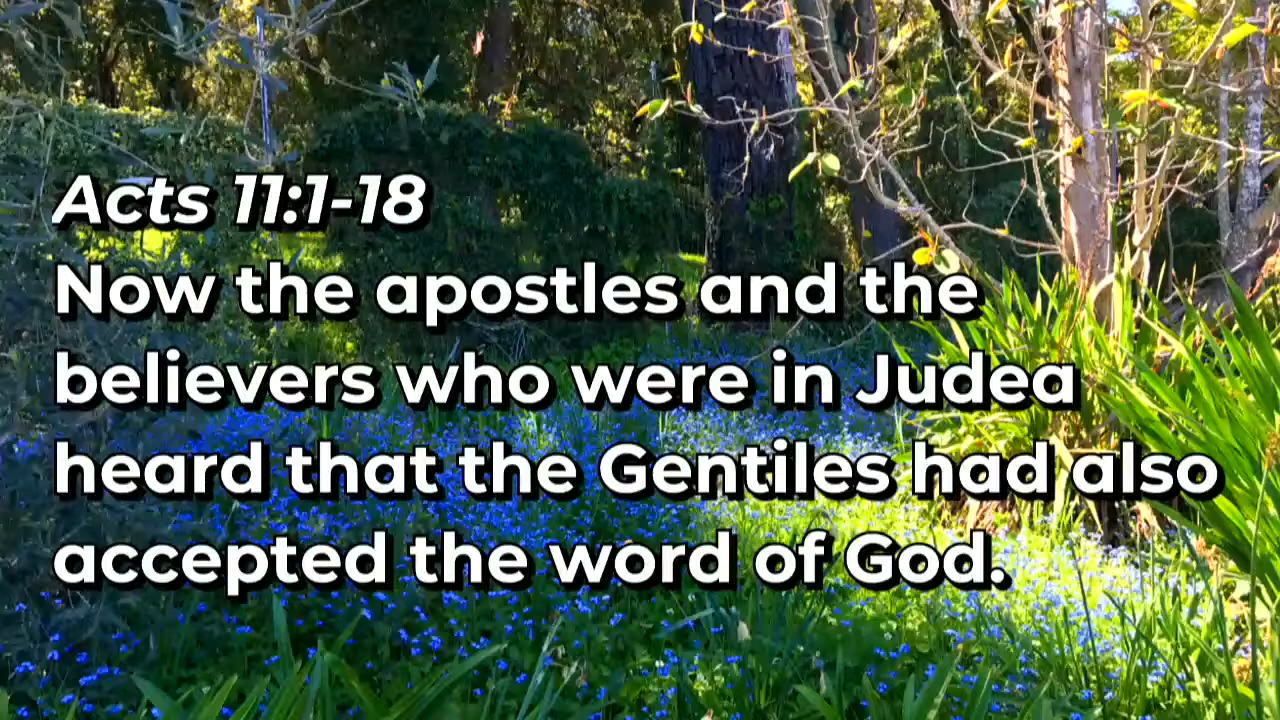 Acts 11:1-18
Now the apostles and the
believers who were in Judea
heard that the Gentiles had also
accepted the word of God.